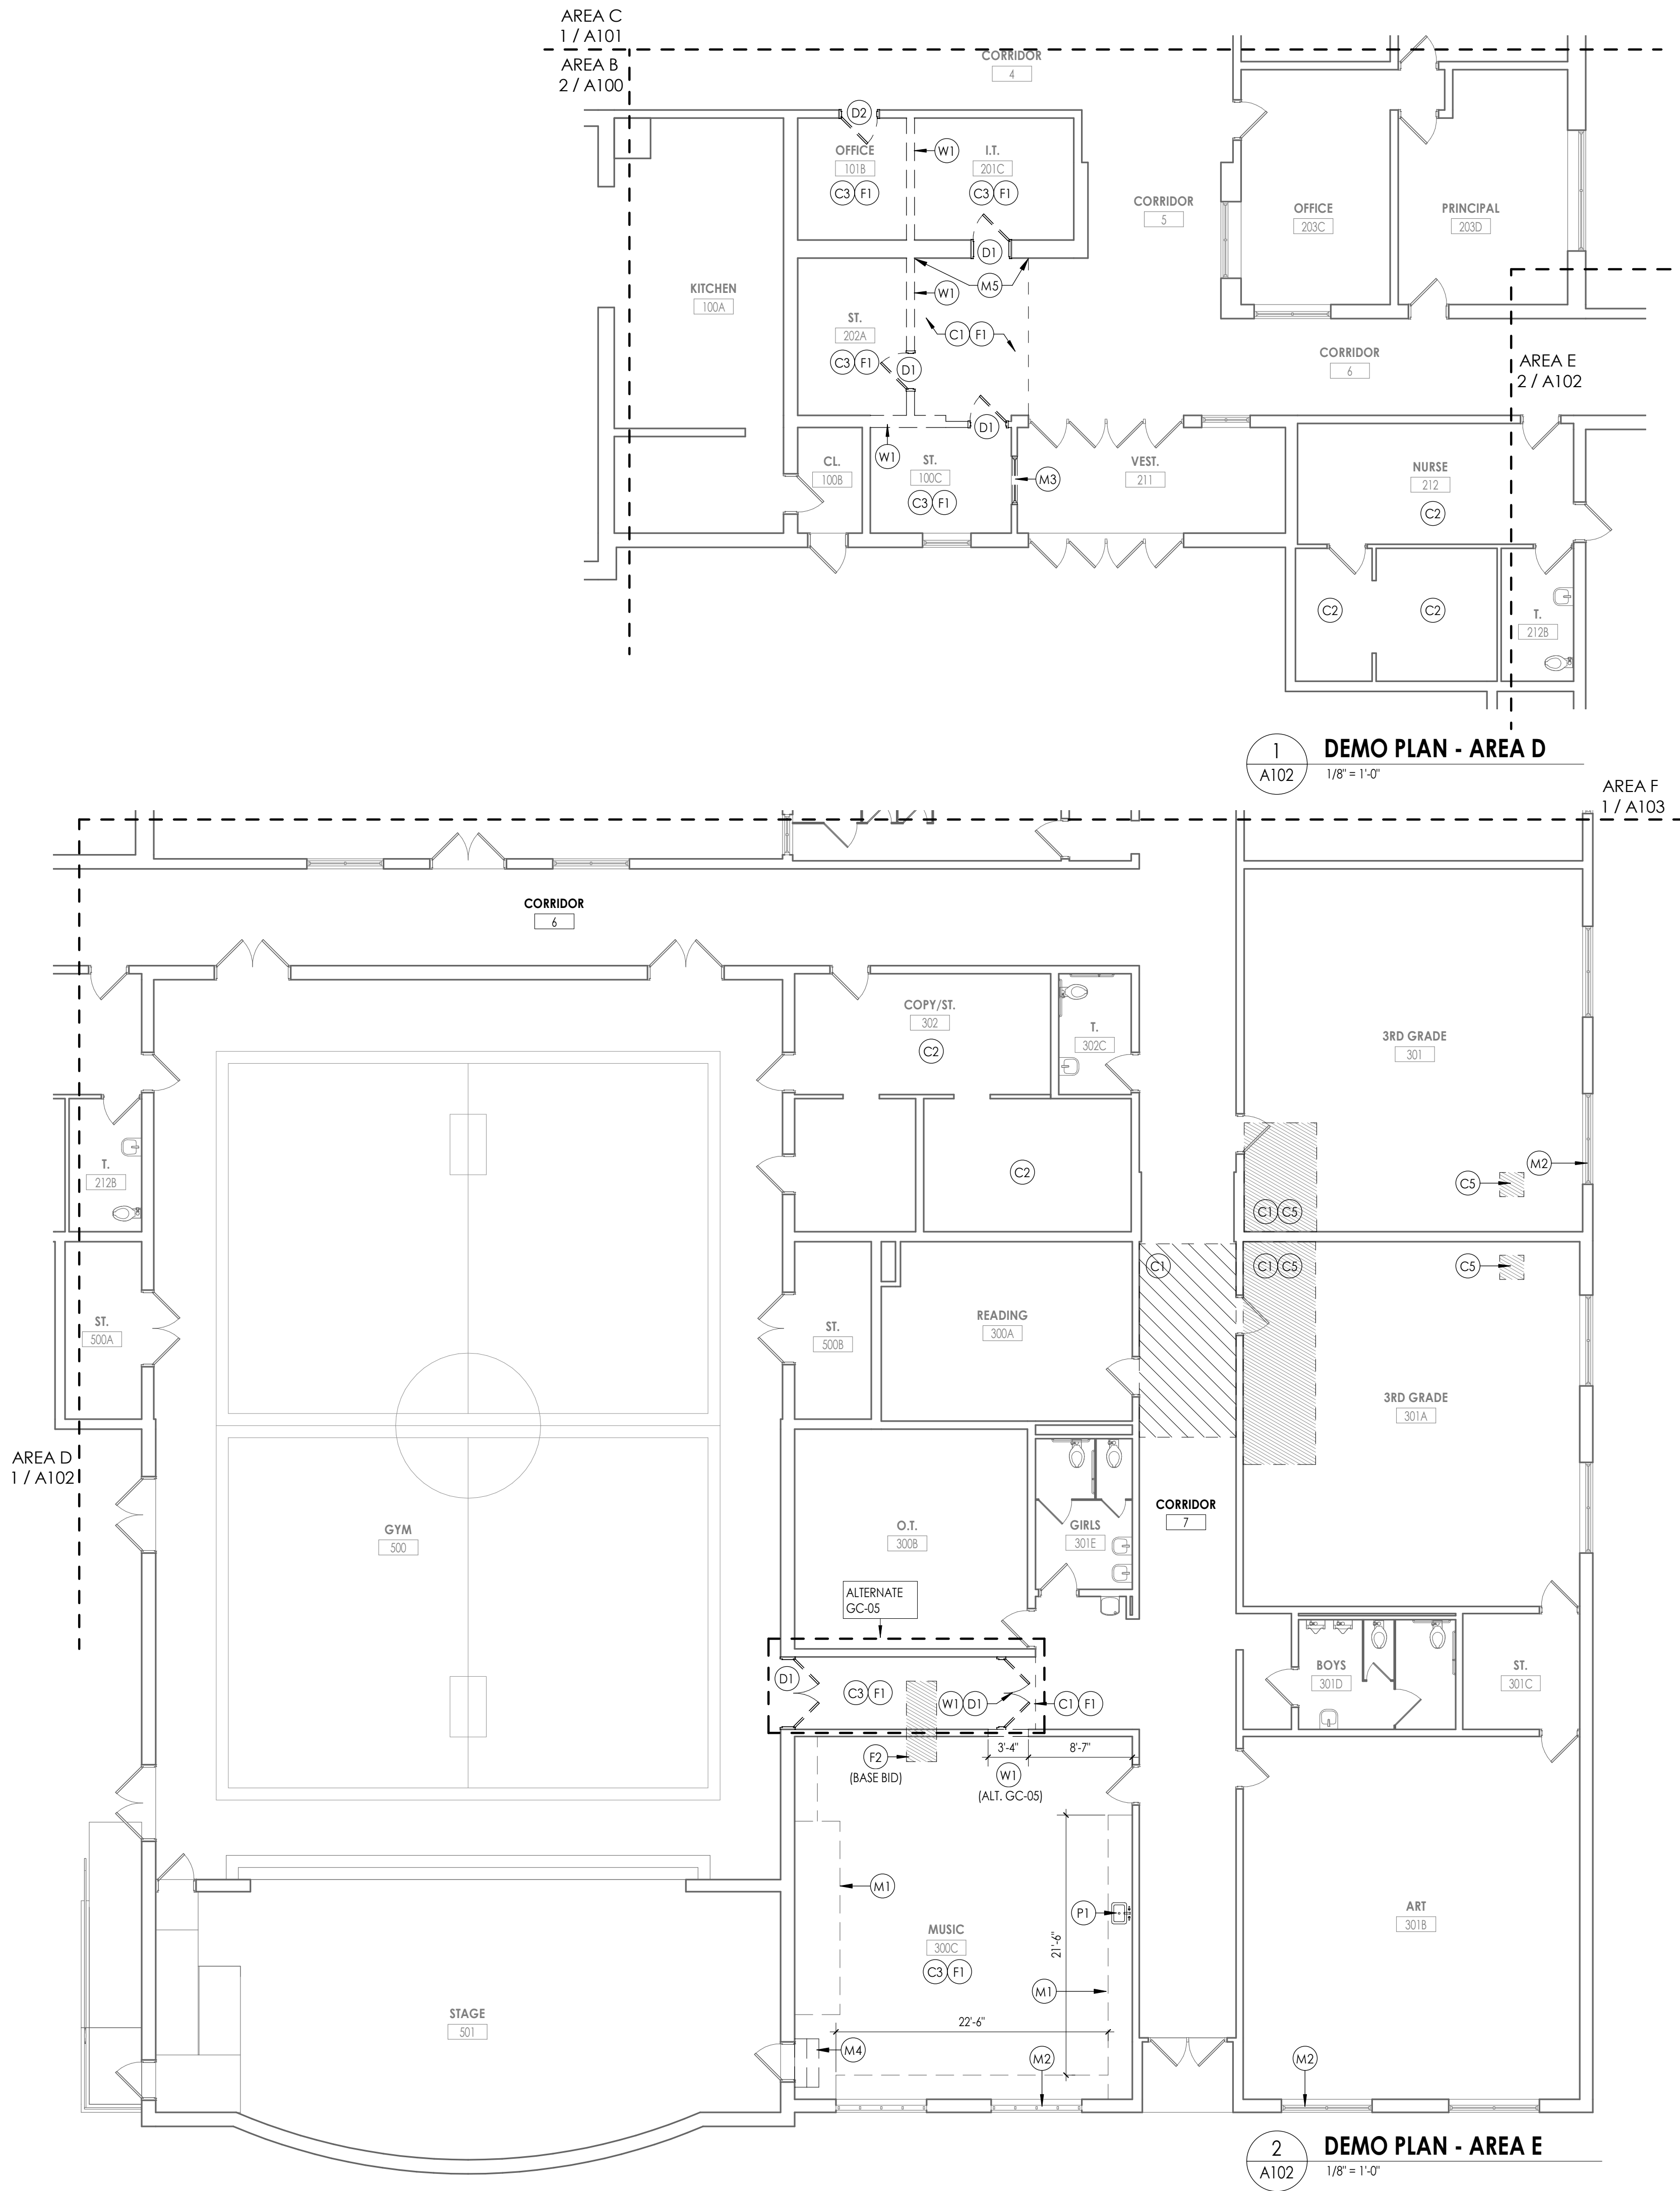 AREA C
1 / A101
AREA B
2 / A100
CORRIDOR
4
D2
OFFICE
101B
C3 F1
W1
I.T.
201C
C3 F1
CORRIDOR
5
OFFICE
203C
PRINCIPAL
203D
D1
KITCHEN
100A
M5
W1
ST.
202A
C3 F1
C1 F1
D1
CORRIDOR
6
AREA E
2 / A102
D1
W1
CL.
100B
ST.
100C
C3 F1
M3
VEST.
211
NURSE
212
C2
C2
C2
T.
212B
1
A102
DEMO PLAN - AREA D
1/8" = 1'-0"
AREA F
1 / A103
CORRIDOR
6
COPY/ST.
302
C2
T.
302C
3RD GRADE
301
T.
212B
C2
M2
C5
C1 C5
C1
C1 C5
C5
ST.
500A
ST.
500B
READING
300A
3RD GRADE
301A
AREA D
1 / A102
GYM
500
O.T.
300B
GIRLS
301E
CORRIDOR
7
ALTERNATE
GC-05
D1
C3 F1
W1 D1
C1 F1
BOYS
301D
ST.
301C
F2
(BASE BID)
3'-4"
8'-7"
W1
(ALT. GC-05)
M1
P1
21'-6"
MUSIC
300C
C3 F1
M1
ART
301B
STAGE
501
22'-6"
M4
M2
M2
2
A102
DEMO PLAN - AREA E
1/8" = 1'-0"